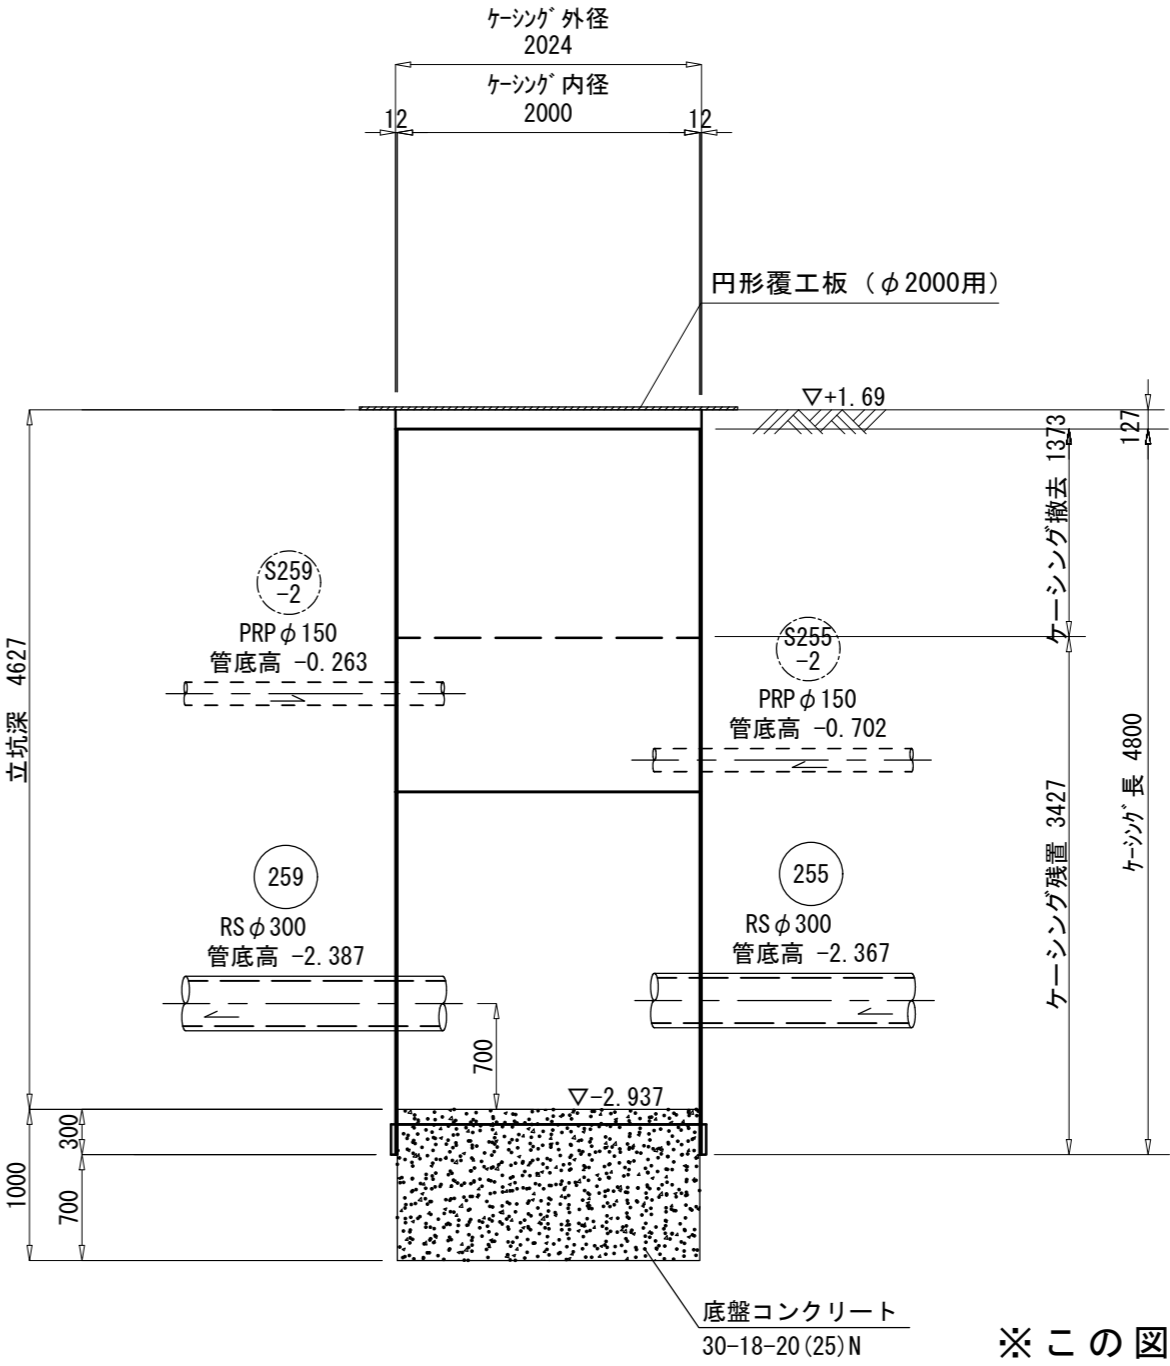 ｹｰｼﾝｸﾞ外径
2024
ｹｰｼﾝｸﾞ内径
12
2000
12
円形覆工板（φ2000用）
▽+1.69
127
ケーシング撤去 1373
S259
-2
PRPφ150
管底高 -0.263
S255
-2
PRPφ150
管底高 -0.702
立坑深 4627
ｹｰｼﾝｸﾞ長 4800
ケーシング残置 3427
259
RSφ300
管底高 -2.387
255
RSφ300
管底高 -2.367
700
▽-2.937
300
1000
700
底盤コンクリート
30-18-20(25)N
※この図